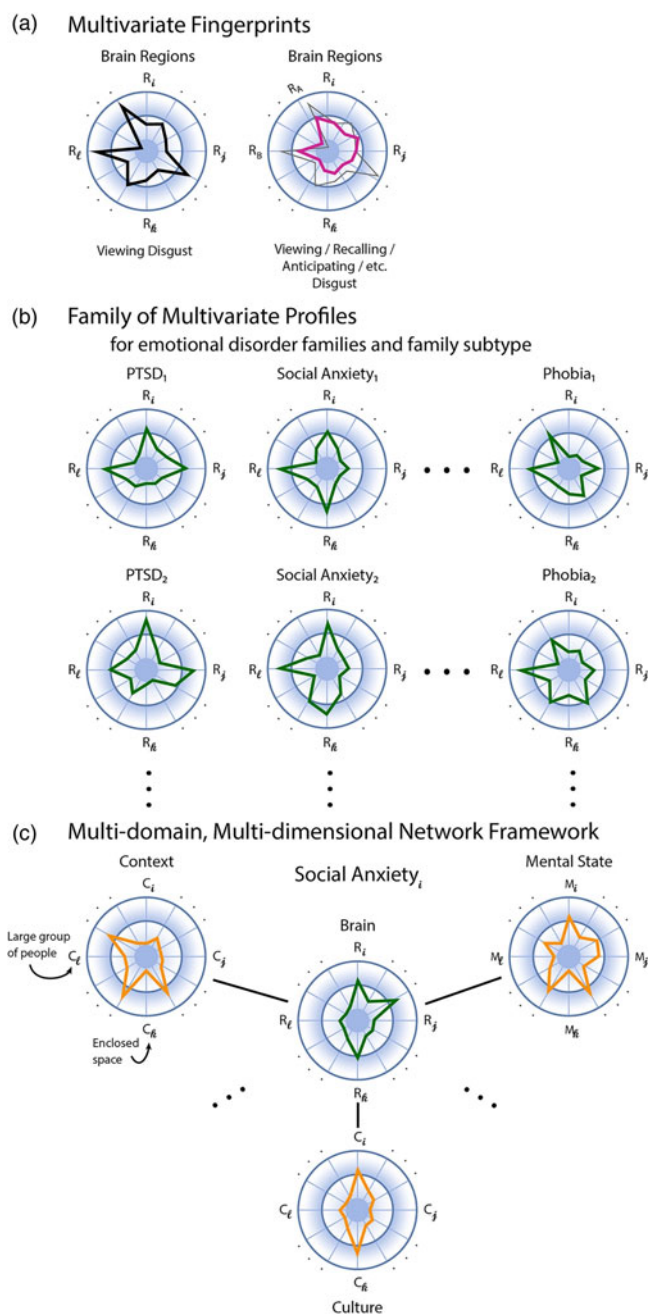 (a) Multivariate Fingerprints
Brain Regions Brain Regions
Rᵢ Rᵢ
R_A
R_ℓ Rⱼ R_B Rⱼ
R_k R_k
Viewing Disgust Viewing / Recalling /
Anticipating / etc.
Disgust
(b) Family of Multivariate Profiles
for emotional disorder families and family subtype
PTSD₁ Social Anxiety₁ Phobia₁
Rᵢ Rᵢ Rᵢ
R_ℓ Rⱼ R_ℓ Rⱼ • • • R_ℓ Rⱼ
R_k R_k R_k
PTSD₂ Social Anxiety₂ Phobia₂
Rᵢ Rᵢ Rᵢ
R_ℓ Rⱼ R_ℓ Rⱼ • • • R_ℓ Rⱼ
R_k R_k R_k
(c) Multi-domain, Multi-dimensional Network Framework
Context Social Anxietyᵢ Mental State
Cᵢ Mᵢ
Brain
Large group
of people
Rᵢ
C_ℓ Cⱼ M_ℓ Mⱼ
R_ℓ Rⱼ
C_k M_k
Enclosed
space
R_k
Cᵢ
C_ℓ Cⱼ
C_k
Culture